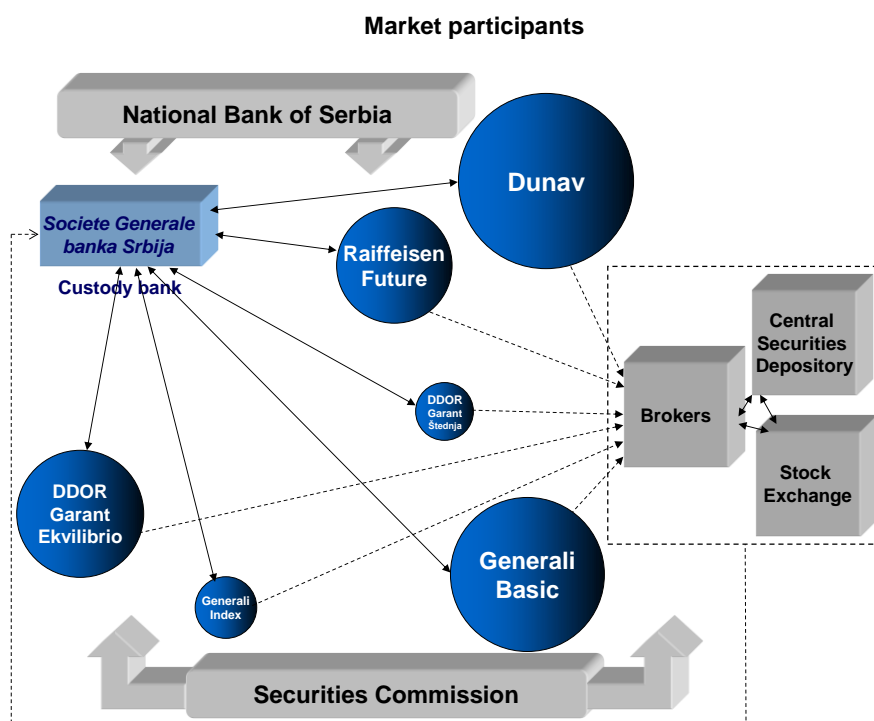 Market participants
National Bank of Serbia
Dunav
Societe Generale
banka Srbija
Custody bank
Raiffeisen
Future
Central
Securities
Depository
DDOR
Garant
Štednja
Brokers
Stock
Exchange
DDOR
Garant
Ekvilibrio
Generali
Basic
Generali
Index
Securities Commission